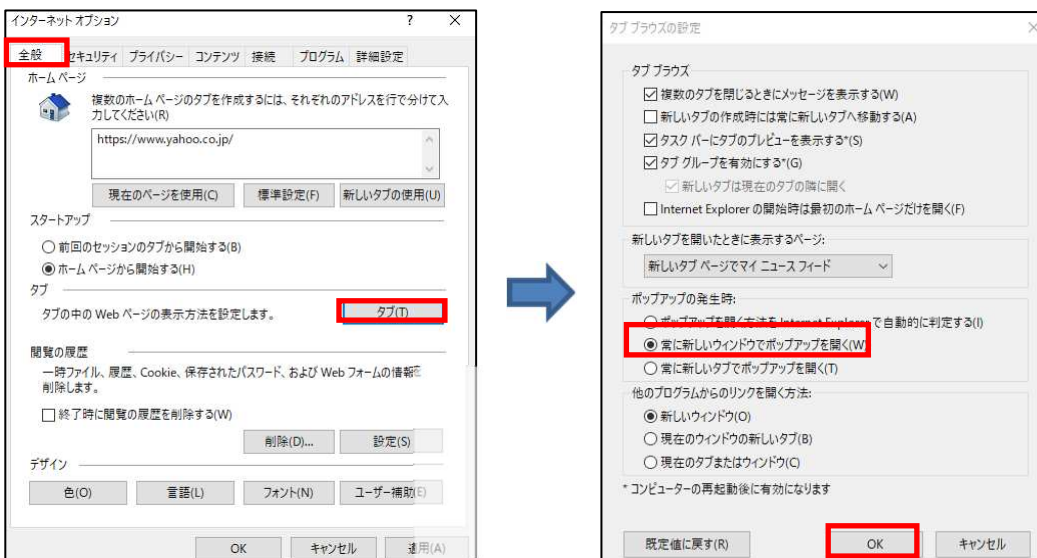 インターネット オプション
?
×
全般
セキュリティ
プライバシー
コンテンツ
接続
プログラム
詳細設定
ホーム ページ
複数のホーム ページのタブを作成するには、それぞれのアドレスを行で分けて入
力してください(R)
https://www.yahoo.co.jp/
現在のページを使用(C)
標準設定(F)
新しいタブの使用(U)
スタートアップ
前回のセッションのタブから開始する(B)
ホーム ページから開始する(H)
タブ
タブの中の Web ページの表示方法を設定します。
タブ(T)
閲覧の履歴
一時ファイル、履歴、Cookie、保存されたパスワード、および Web フォームの情報を
削除します。
終了時に閲覧の履歴を削除する(W)
削除(D)...
設定(S)
デザイン
色(O)
言語(L)
フォント(N)
ユーザー補助(E)
OK
キャンセル
適用(A)
タブ ブラウズの設定
×
タブ ブラウズ
複数のタブを閉じるときにメッセージを表示する(W)
新しいタブの作成時には常に新しいタブへ移動する(A)
タスク バーにタブのプレビューを表示する*(S)
タブ グループを有効にする*(G)
新しいタブは現在のタブの隣に開く
Internet Explorer の開始時は最初のホーム ページだけを開く(F)
新しいタブを開いたときに表示するページ:
新しいタブ ページでマイ ニュース フィード
ポップアップの発生時:
ポップアップを開く方法を Internet Explorer で自動的に判定する(I)
常に新しいウィンドウでポップアップを開く(W)
常に新しいタブでポップアップを開く(T)
他のプログラムからのリンクを開く方法:
新しいウィンドウ(O)
現在のウィンドウの新しいタブ(B)
現在のタブまたはウィンドウ(C)
* コンピューターの再起動後に有効になります
既定値に戻す(R)
OK
キャンセル